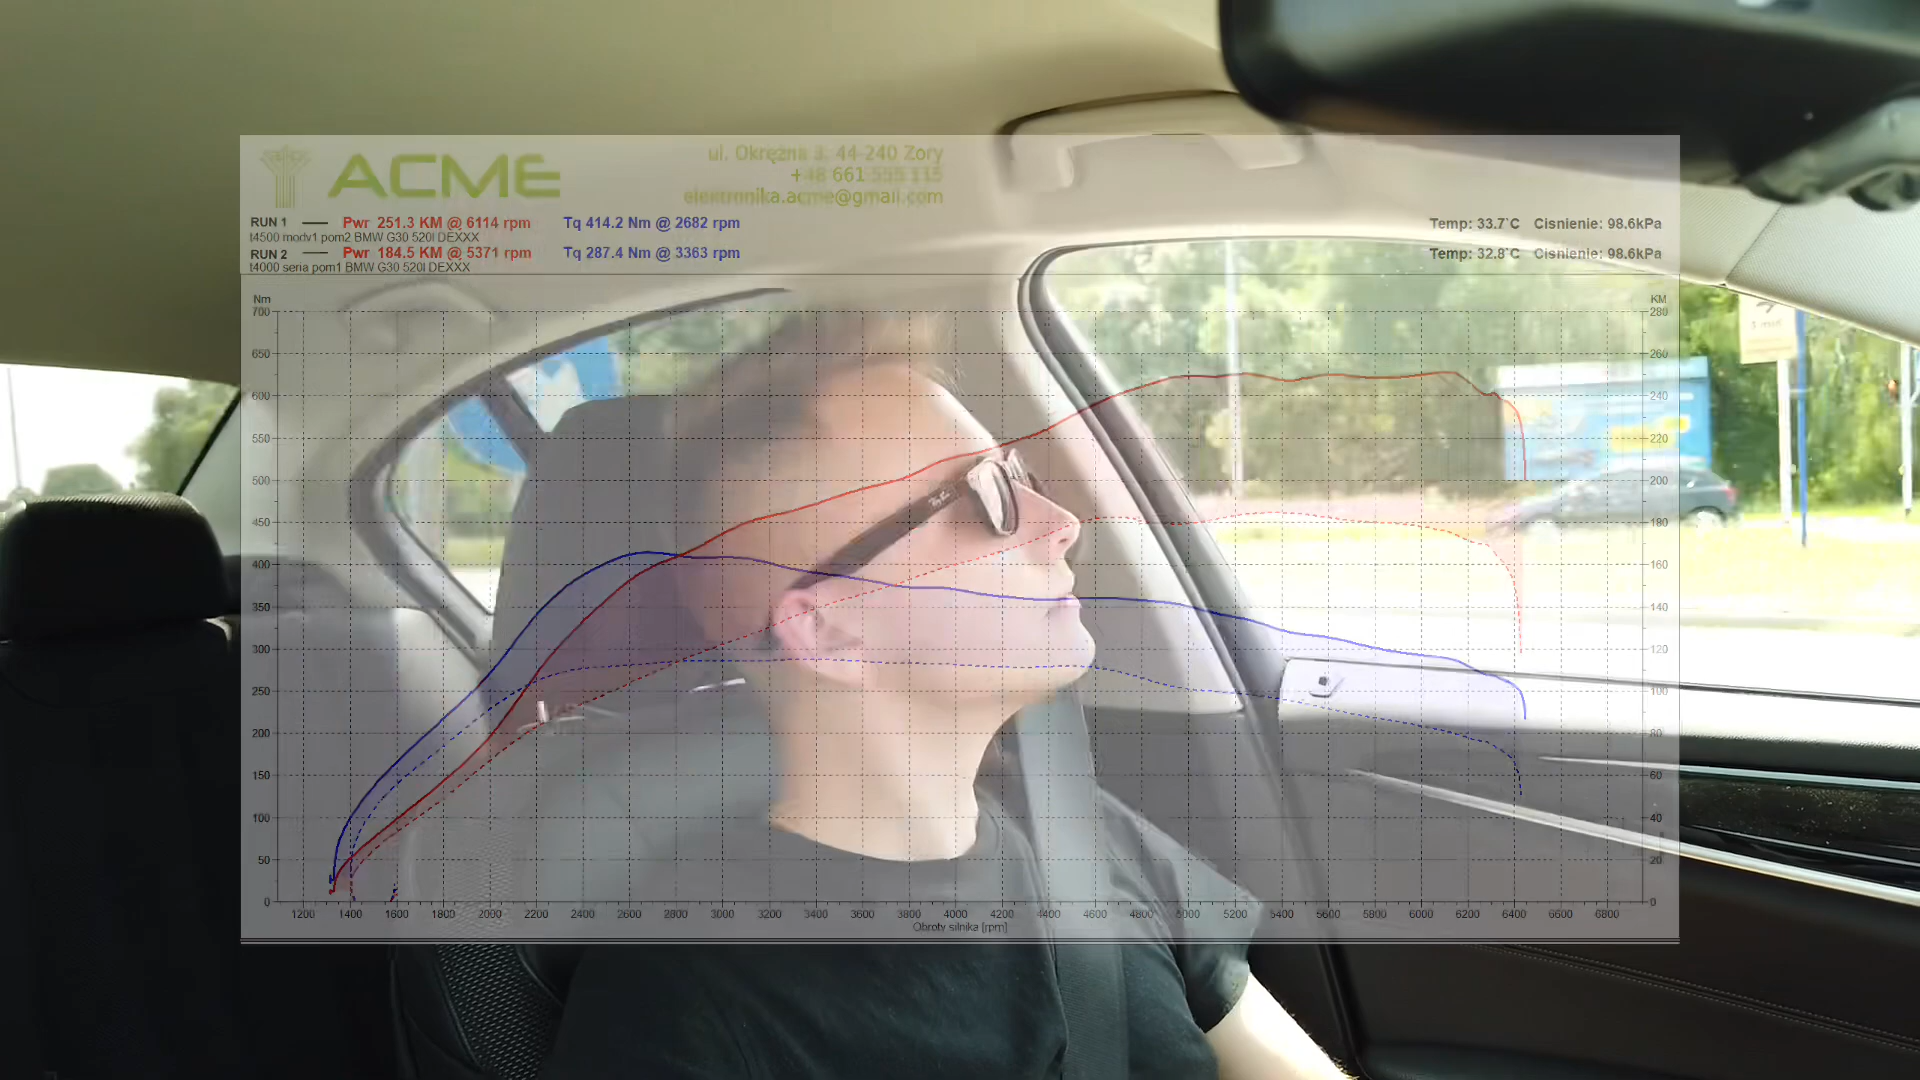 ACME
ul. Okrężna 3, 44-240 Żory
+48 661 555 115
elektronika.acme@gmail.com
RUN 1 Pwr 251.3 KM @ 6114 rpm Tq 414.2 Nm @ 2682 rpm Temp: 33.7°C Cisnienie: 98.6kPa
t4500 modv1 pom2 BMW G30 520I DEXXX
RUN 2 Pwr 184.5 KM @ 5371 rpm Tq 287.4 Nm @ 3363 rpm Temp: 32.8°C Cisnienie: 98.6kPa
t4000 seria pom1 BMW G30 520I DEXXX
Nm KM
700 280
650 260
600 240
550 220
500 200
450 180
400 160
350 140
300 120
250 100
200 80
150 60
100 40
50 20
0 0
1200 1400 1600 1800 2000 2200 2400 2600 2800 3000 3200 3400 3600 3800 4000 4200 4400 4600 4800 5000 5200 5400 5600 5800 6000 6200 6400 6600 6800
Obroty silnika [rpm]